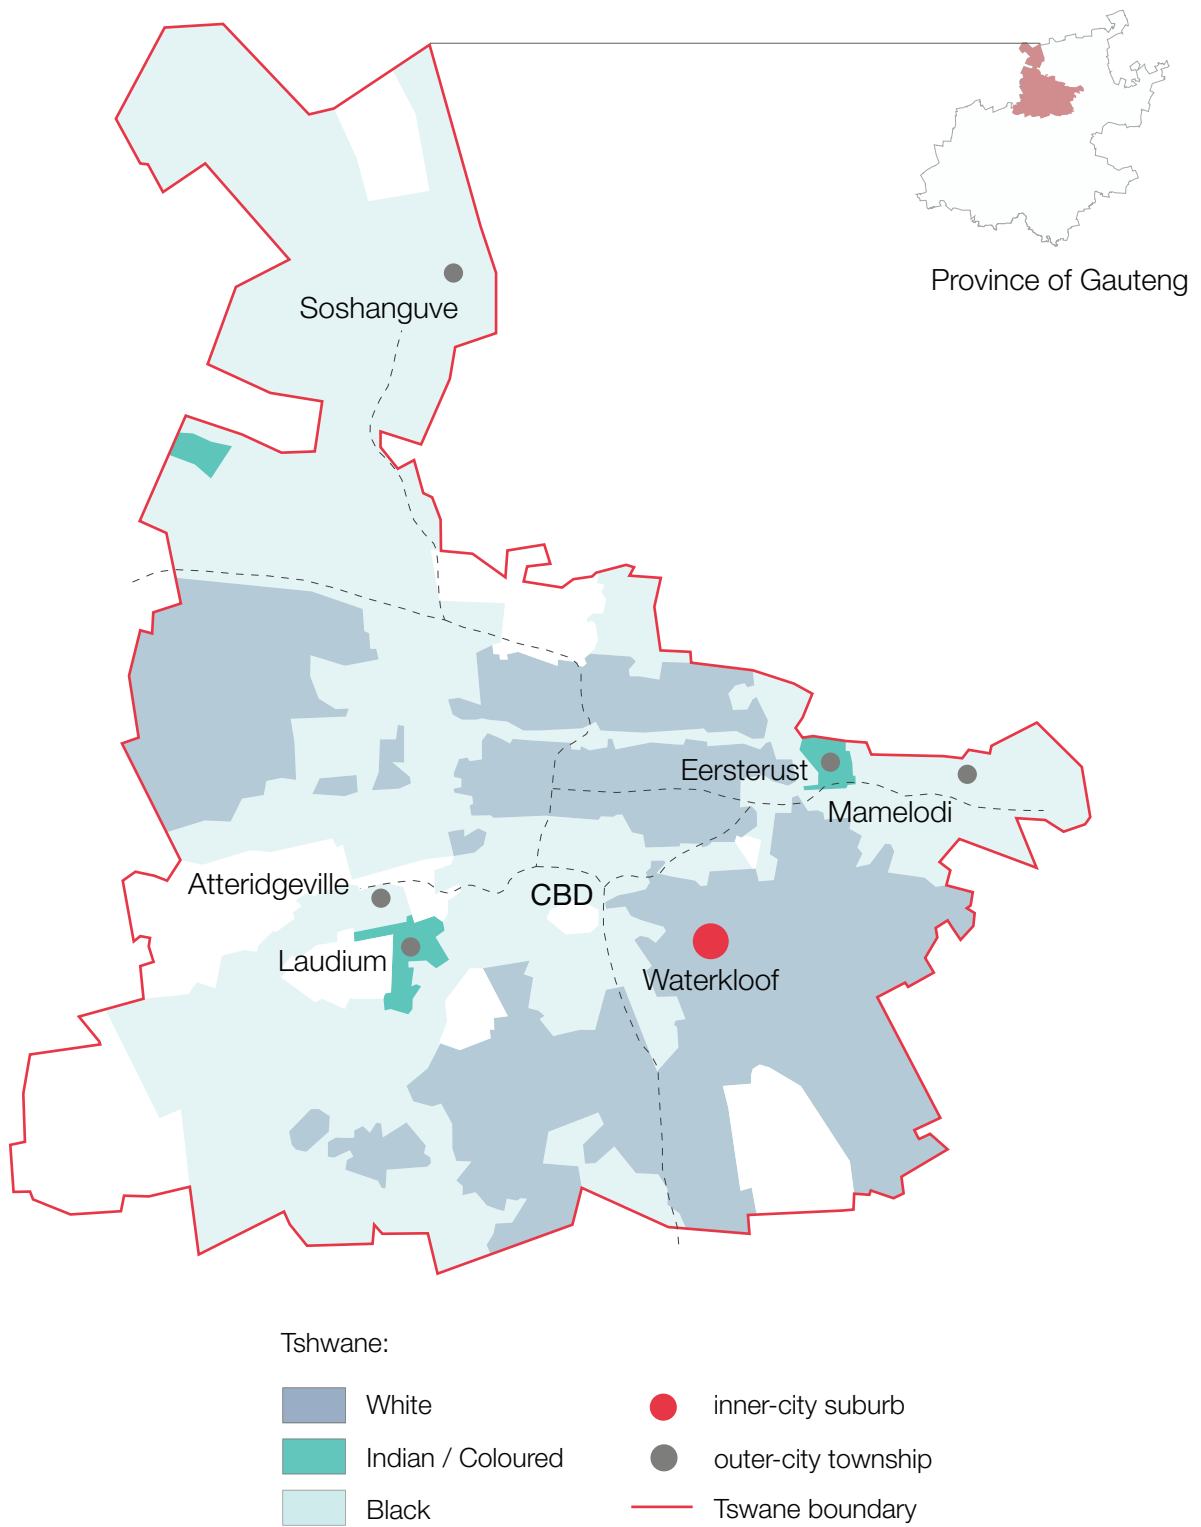 Province of Gauteng
Soshanguve
Eersterust
Mamelodi
Atteridgeville
CBD
Laudium
Waterkloof
Tshwane:
White
inner-city suburb
Indian / Coloured
outer-city township
Black
Tswane boundary